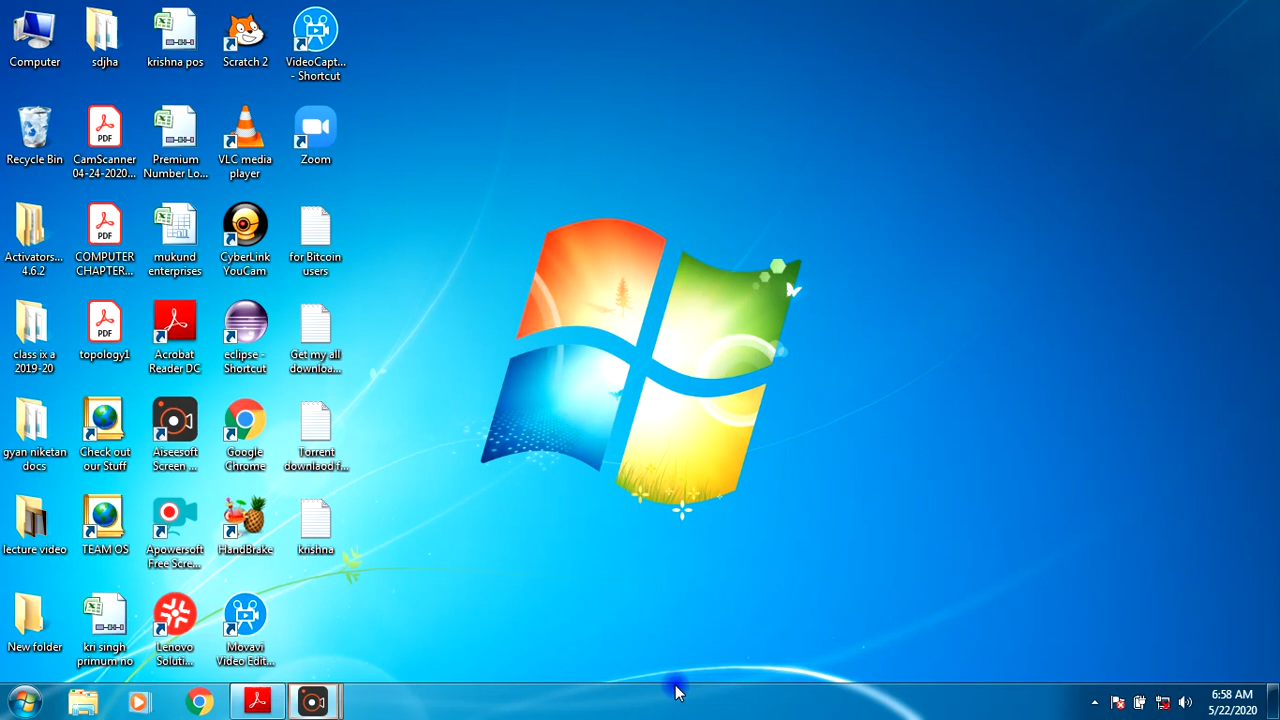 Computer
sdjha
krishna pos
Scratch 2
VideoCapt...
- Shortcut
Recycle Bin
PDF
CamScanner
04-24-2020...
Premium
Number Lo...
VLC media
player
Zoom
Activators...
4.6.2
PDF
COMPUTER
CHAPTER...
mukund
enterprises
CyberLink
YouCam
for Bitcoin
users
class ix a
2019-20
PDF
topology1
Acrobat
Reader DC
eclipse -
Shortcut
Get my all
downloa...
gyan niketan
docs
Check out
our Stuff
Aiseesoft
Screen ...
Google
Chrome
Torrent
downlaod f...
lecture video
TEAM OS
Apowersoft
Free Scre...
HandBrake
krishna
New folder
kri singh
primum no
Lenovo
Soluti...
Movavi
Video Edit...
6:58 AM
5/22/2020